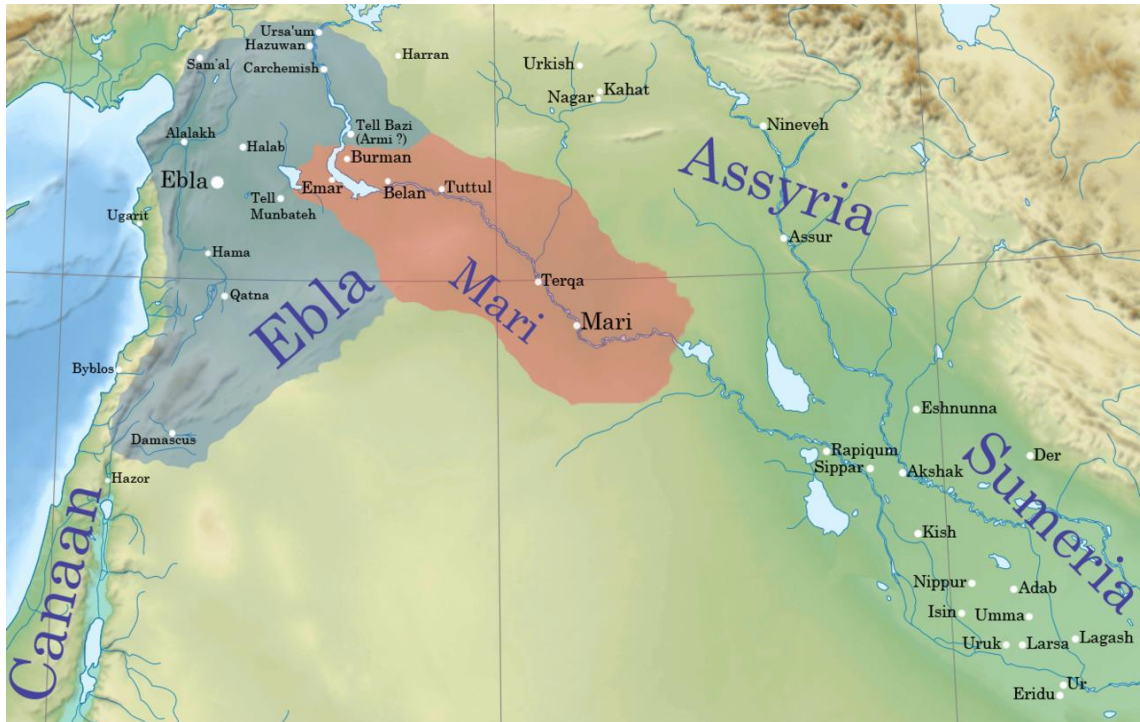 Ursa'um
Hazuwan
Harran
Sam'al
Carchemish
Urkish
Kahat
Nagar
Nineveh
Tell Bazi
(Armi ?)
Alalakh
Halab
Burman
Ebla
Emar
Belan
Tuttul
Tell
Munbateh
Assyria
Ugarit
Assur
Hama
Terqa
Qatna
Ebla
Mari
Mari
Byblos
Eshnunna
Damascus
Rapiqum
Der
Sippar
Akshak
Hazor
Sumeria
Canaan
Kish
Nippur
Adab
Isin
Umma
Uruk
Larsa
Lagash
Ur
Eridu